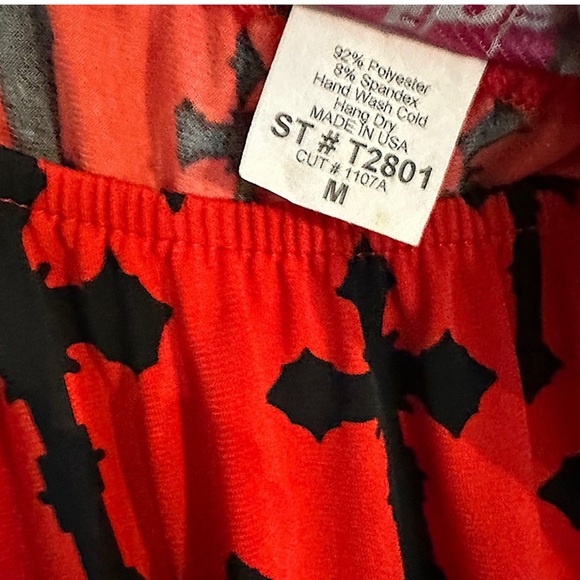 92% Polyester
8% Spandex
Hand Wash Cold
Hang Dry
MADE IN USA
ST # T2801
CUT # 1107A
M